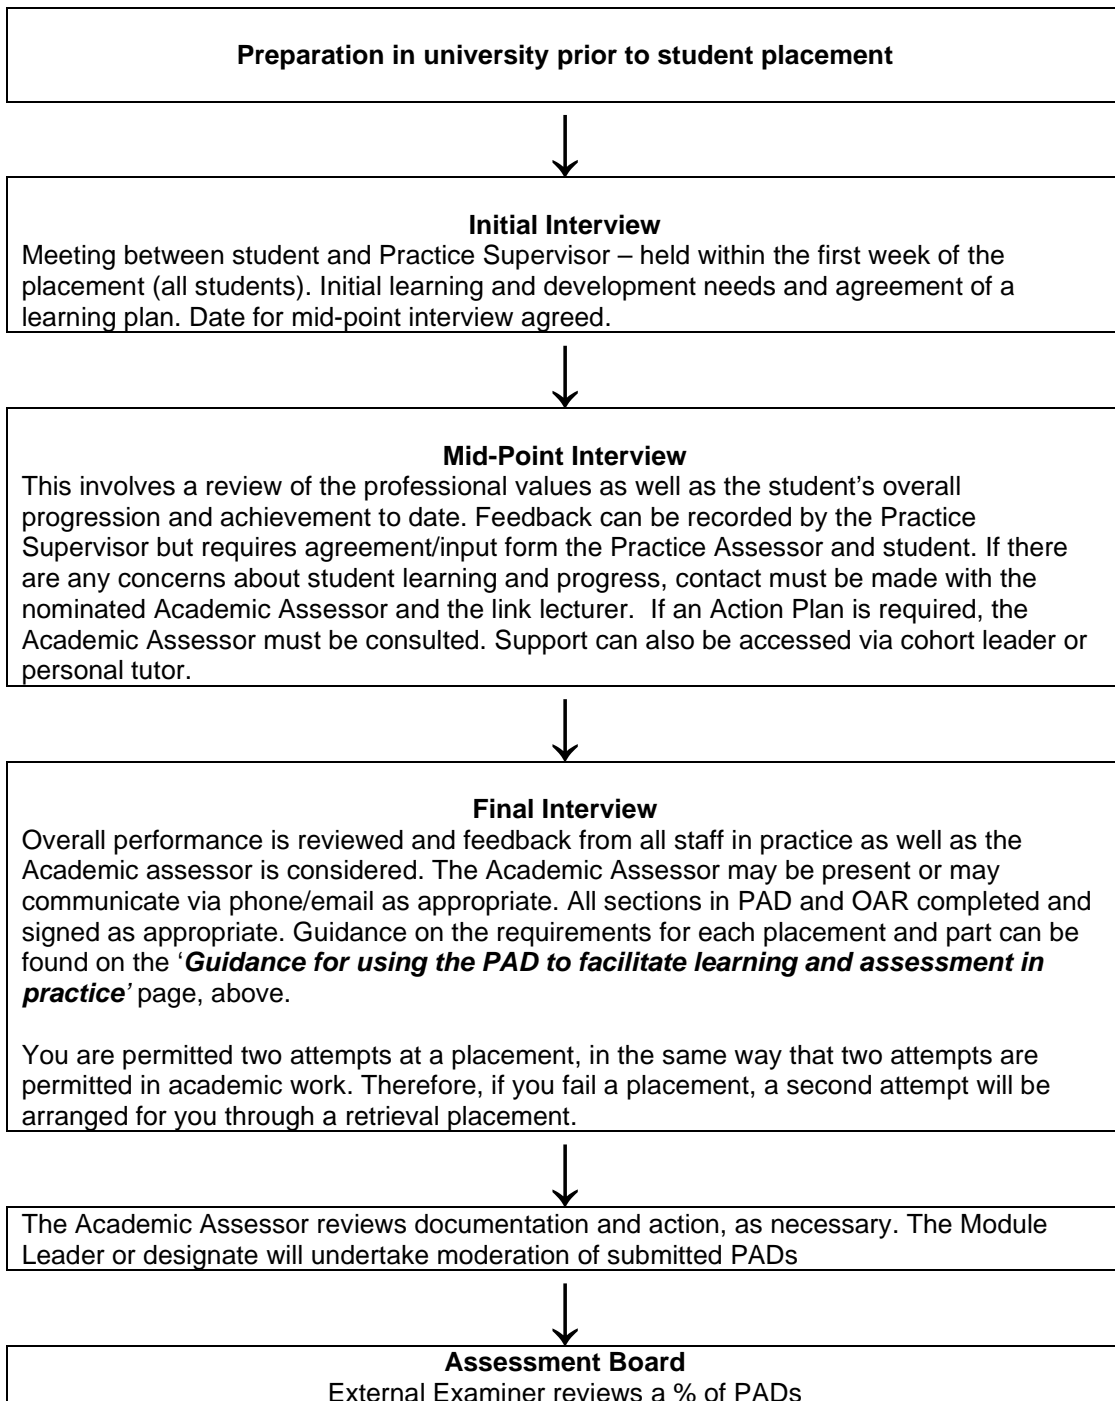 Preparation in university prior to student placement
Initial Interview
Meeting between student and Practice Supervisor – held within the first week of the
placement (all students). Initial learning and development needs and agreement of a
learning plan. Date for mid-point interview agreed.
Mid-Point Interview
This involves a review of the professional values as well as the student's overall
progression and achievement to date. Feedback can be recorded by the Practice
Supervisor but requires agreement/input form the Practice Assessor and student. If there
are any concerns about student learning and progress, contact must be made with the
nominated Academic Assessor and the link lecturer.  If an Action Plan is required, the
Academic Assessor must be consulted. Support can also be accessed via cohort leader or
personal tutor.
Final Interview
Overall performance is reviewed and feedback from all staff in practice as well as the
Academic assessor is considered. The Academic Assessor may be present or may
communicate via phone/email as appropriate. All sections in PAD and OAR completed and
signed as appropriate. Guidance on the requirements for each placement and part can be
found on the ‘Guidance for using the PAD to facilitate learning and assessment in
practice’ page, above.
You are permitted two attempts at a placement, in the same way that two attempts are
permitted in academic work. Therefore, if you fail a placement, a second attempt will be
arranged for you through a retrieval placement.
The Academic Assessor reviews documentation and action, as necessary. The Module
Leader or designate will undertake moderation of submitted PADs
Assessment Board
External Examiner reviews a % of PADs